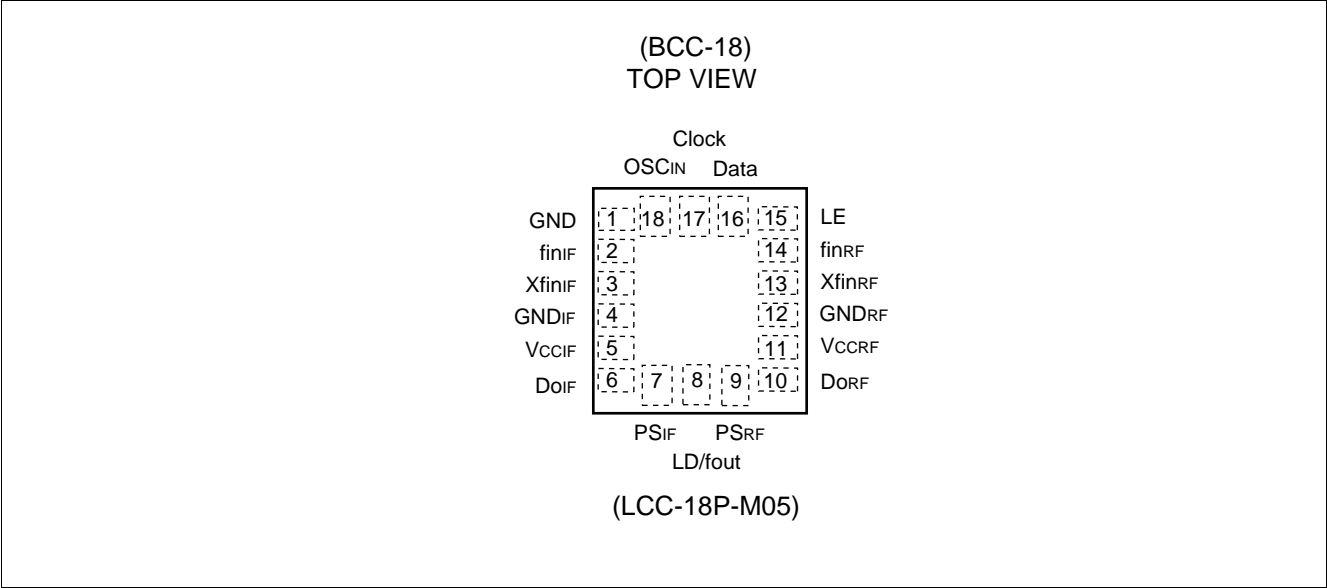 (BCC-18)
TOP VIEW
Clock
OSCIN Data
GND 1 18 17 16 15 LE
finIF 2 14 finRF
XfinIF 3 13 XfinRF
GNDIF 4 12 GNDRF
VCCIF 5 11 VCCRF
DoIF 6 7 8 9 10 DoRF
PSIF PSRF
LD/fout
(LCC-18P-M05)